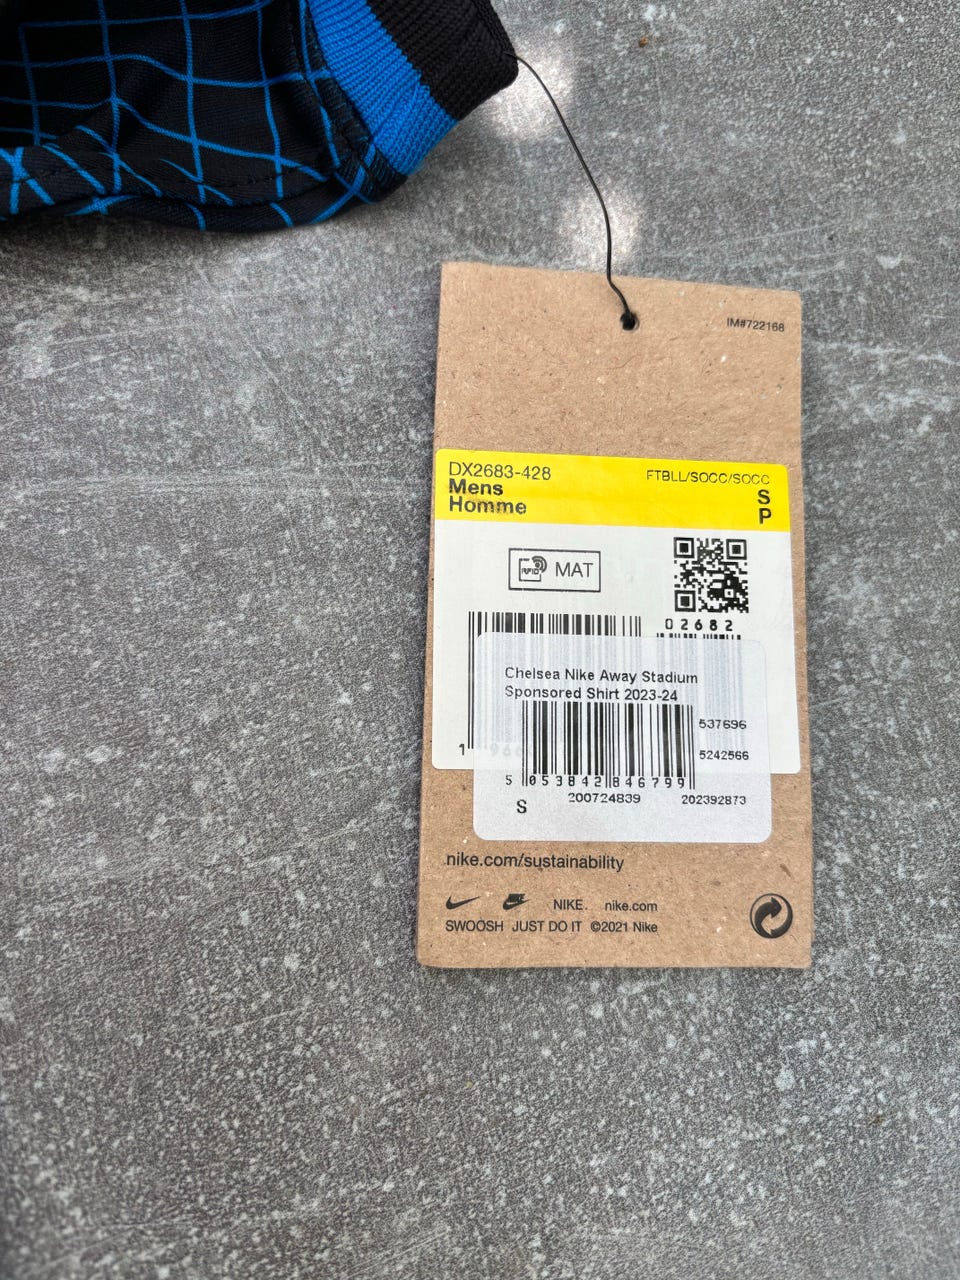 IM#722168
DX2683-428 FTBLL/SOCC/SOCC
Mens S
Homme P
RFID MAT
02682
Chelsea Nike Away Stadium
Sponsored Shirt 2023-24
537696
1 5242566
5 053842 846799
S 200724839 202392873
nike.com/sustainability
NIKE. nike.com
SWOOSH JUST DO IT ©2021 Nike